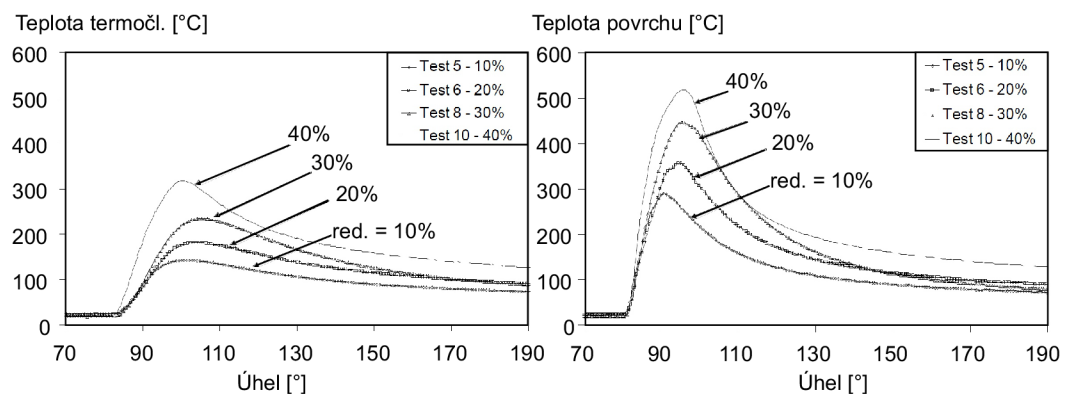 Teplota termočl. [°C]
600
500
400
300
200
100
0
70
90
110
130
150
170
190
Úhel [°]
Test 5 - 10%
Test 6 - 20%
Test 8 - 30%
Test 10 - 40%
40%
30%
20%
red. = 10%
Teplota povrchu [°C]
600
500
400
300
200
100
0
70
90
110
130
150
170
190
Úhel [°]
Test 5 - 10%
Test 6 - 20%
Test 8 - 30%
Test 10 - 40%
40%
30%
20%
red. = 10%